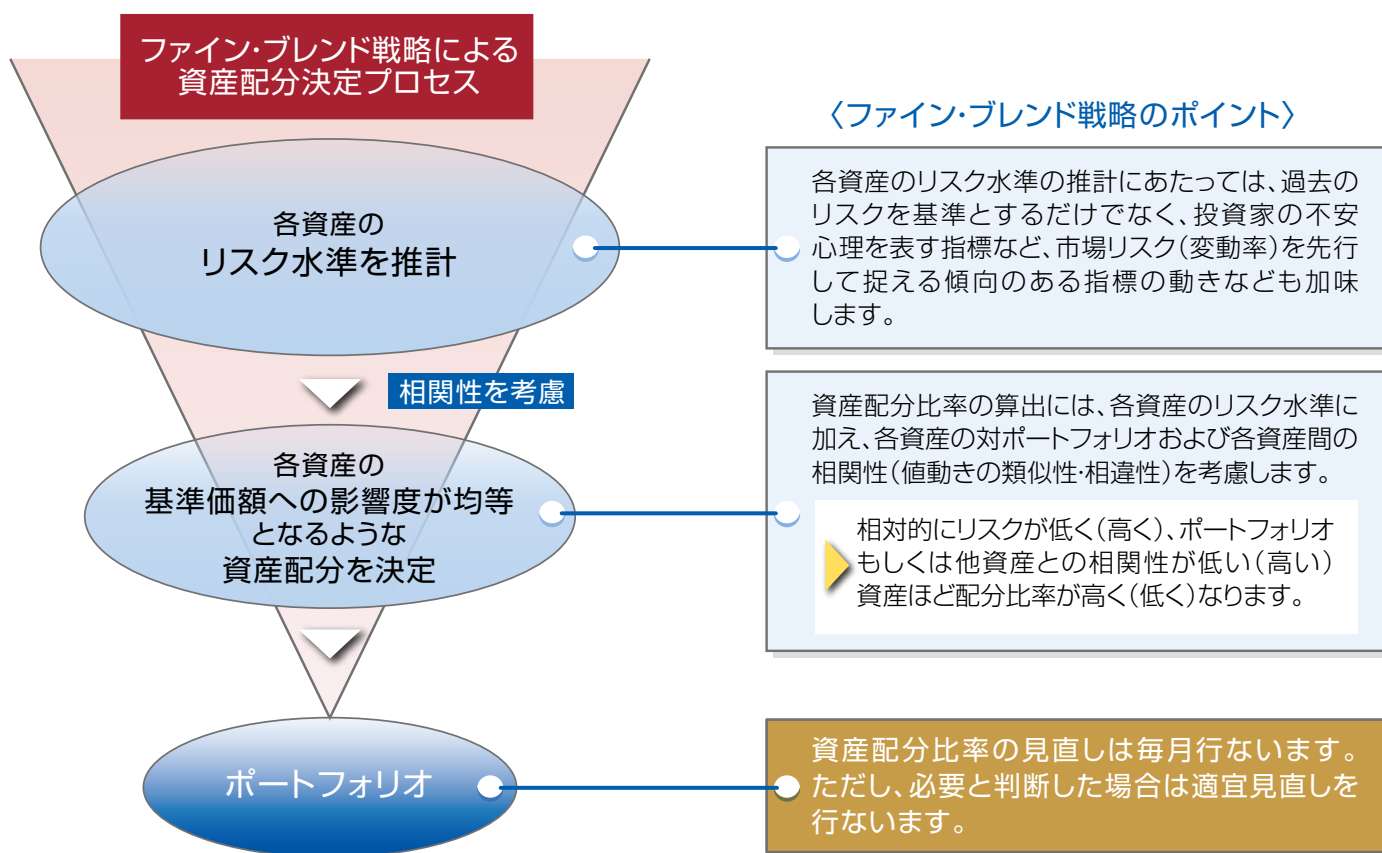 ファイン・ブレンド戦略による
資産配分決定プロセス
各資産の
リスク水準を推計
相関性を考慮
各資産の
基準価額への影響度が均等
となるような
資産配分を決定
ポートフォリオ
〈ファイン・ブレンド戦略のポイント〉
各資産のリスク水準の推計にあたっては、過去の
リスクを基準とするだけでなく、投資家の不安
心理を表す指標など、市場リスク(変動率)を先行
して捉える傾向のある指標の動きなども加味
します。
資産配分比率の算出には、各資産のリスク水準に
加え、各資産の対ポートフォリオおよび各資産間の
相関性(値動きの類似性・相違性)を考慮します。
相対的にリスクが低く(高く)、ポートフォリオ
もしくは他資産との相関性が低い(高い)
資産ほど配分比率が高く(低く)なります。
資産配分比率の見直しは毎月行ないます。
ただし、必要と判断した場合は適宜見直しを
行ないます。